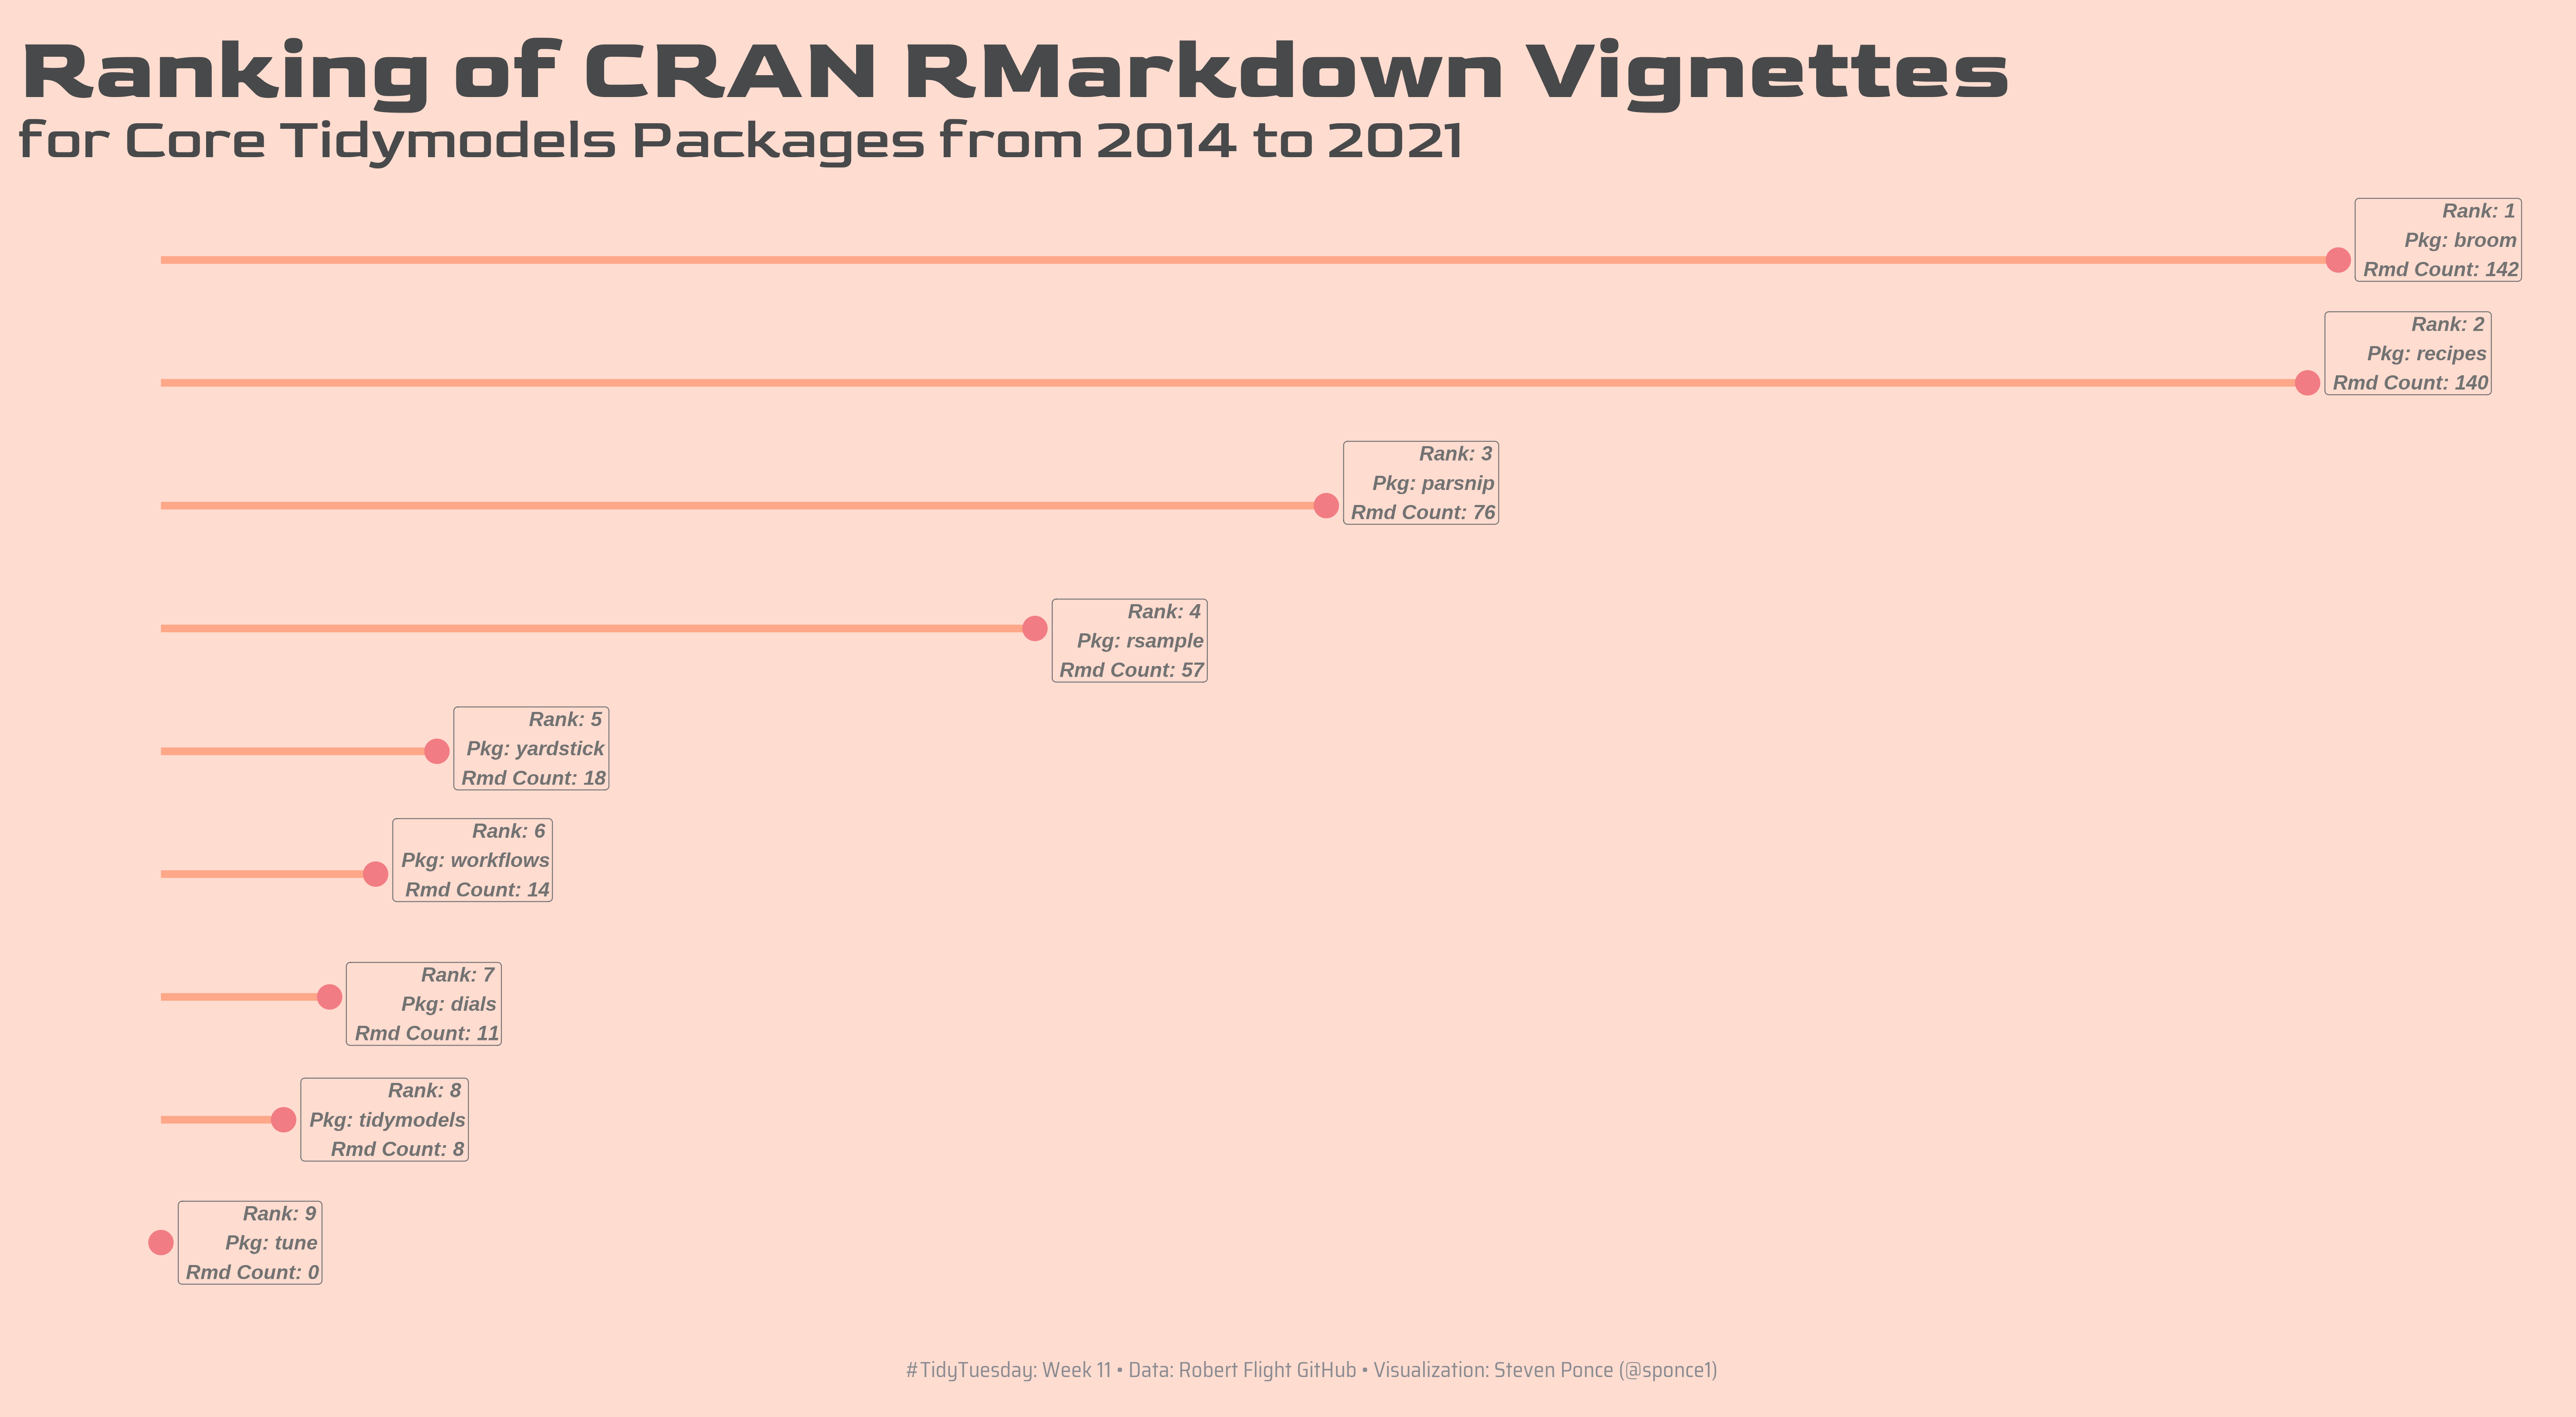 Ranking of CRAN RMarkdown Vignettes
for Core Tidymodels Packages from 2014 to 2021
Rank: 1
Pkg: broom
Rmd Count: 142
Rank: 2
Pkg: recipes
Rmd Count: 140
Rank: 3
Pkg: parsnip
Rmd Count: 76
Rank: 4
Pkg: rsample
Rmd Count: 57
Rank: 5
Pkg: yardstick
Rmd Count: 18
Rank: 6
Pkg: workflows
Rmd Count: 14
Rank: 7
Pkg: dials
Rmd Count: 11
Rank: 8
Pkg: tidymodels
Rmd Count: 8
Rank: 9
Pkg: tune
Rmd Count: 0
#TidyTuesday: Week 11 • Data: Robert Flight GitHub • Visualization: Steven Ponce (@sponce1)